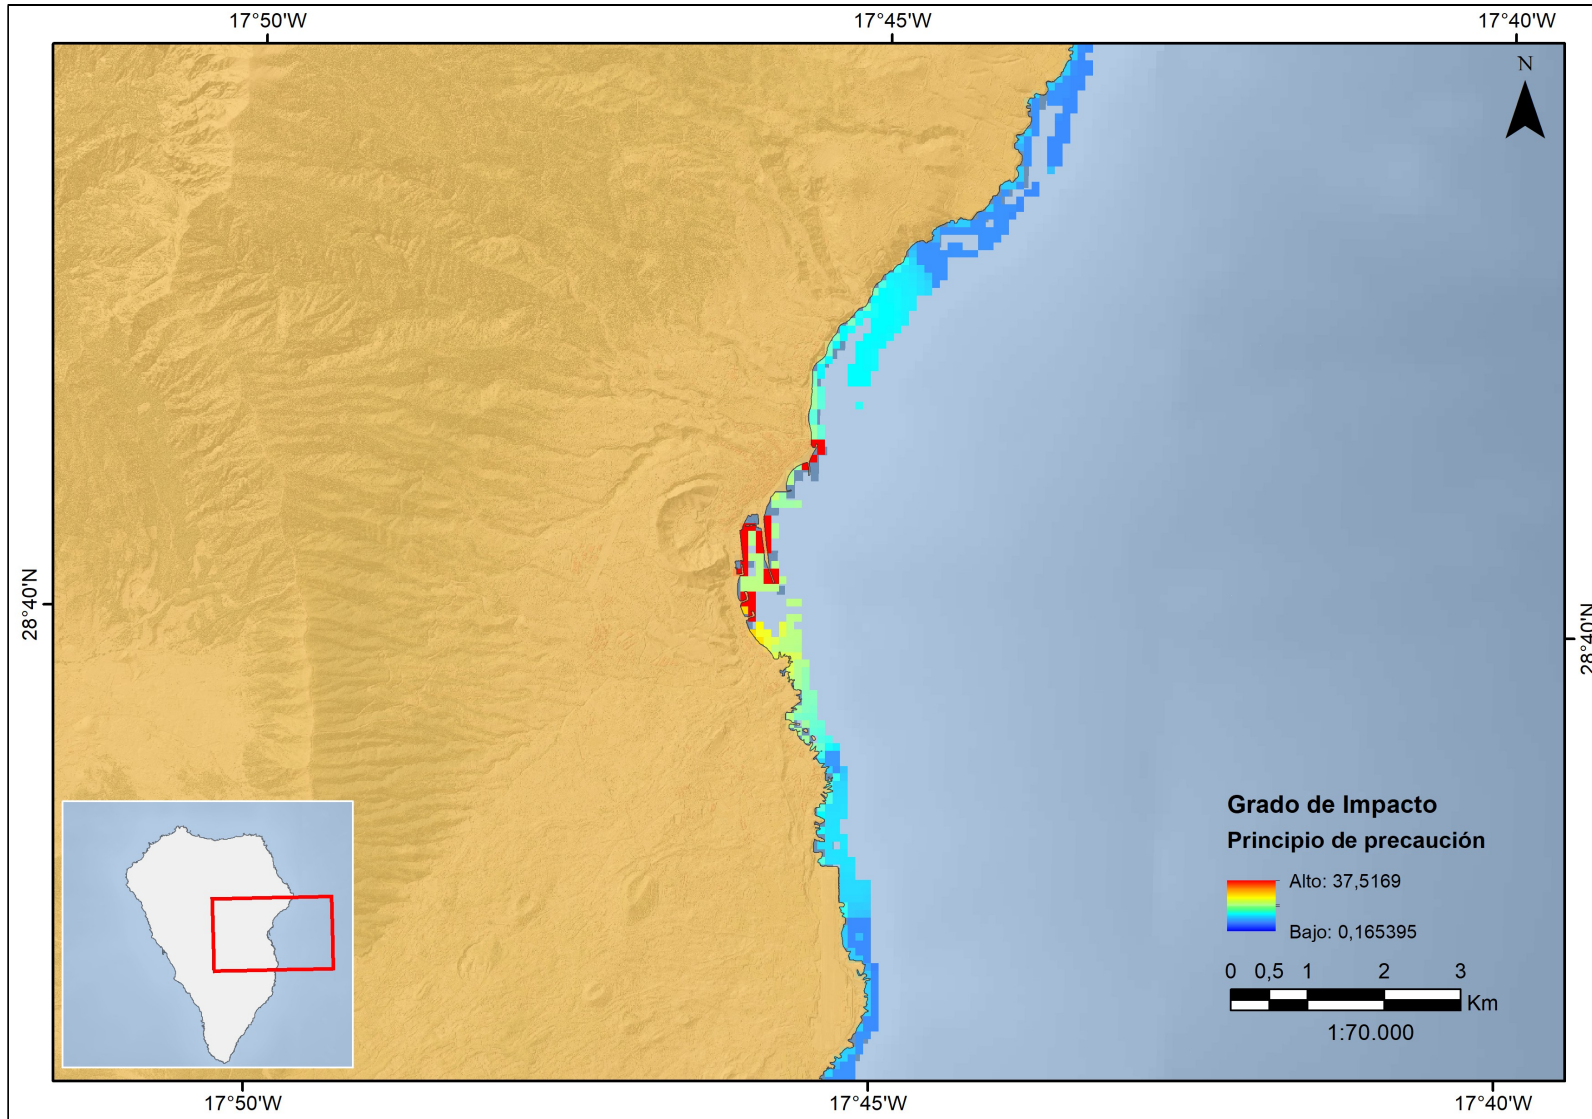 17°50'W 17°45'W 17°40'W
N
28°40'N
28°40'N
Grado de Impacto
Principio de precaución
Alto: 37,5169
Bajo: 0,165395
0 0,5 1 2 3
Km
1:70.000
17°50'W 17°45'W 17°40'W